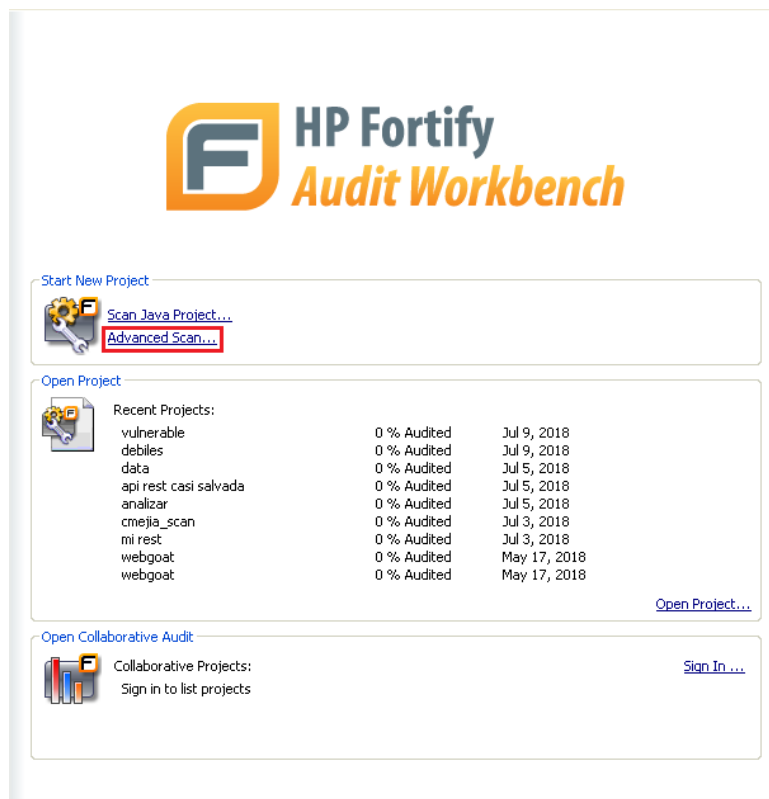 HP Fortify
Audit Workbench
Start New Project
Scan Java Project...
Advanced Scan...
Open Project
Recent Projects:
vulnerable 0 % Audited Jul 9, 2018
debiles 0 % Audited Jul 9, 2018
data 0 % Audited Jul 5, 2018
api rest casi salvada 0 % Audited Jul 5, 2018
analizar 0 % Audited Jul 5, 2018
cmejia_scan 0 % Audited Jul 3, 2018
mi rest 0 % Audited Jul 3, 2018
webgoat 0 % Audited May 17, 2018
webgoat 0 % Audited May 17, 2018
Open Project...
Open Collaborative Audit
Collaborative Projects:
Sign In ...
Sign in to list projects